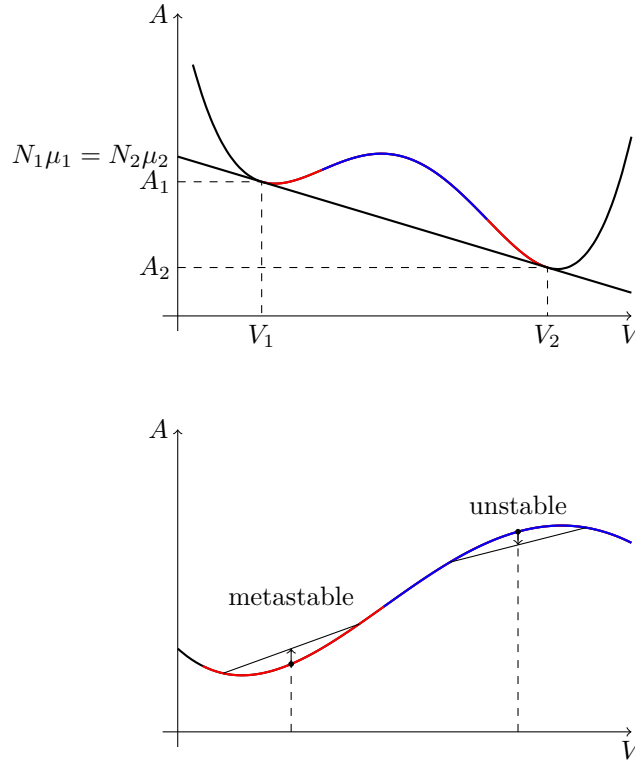 A
N₁μ₁ = N₂μ₂
A₁
A₂
V₁
V₂
V
A
unstable
metastable
V